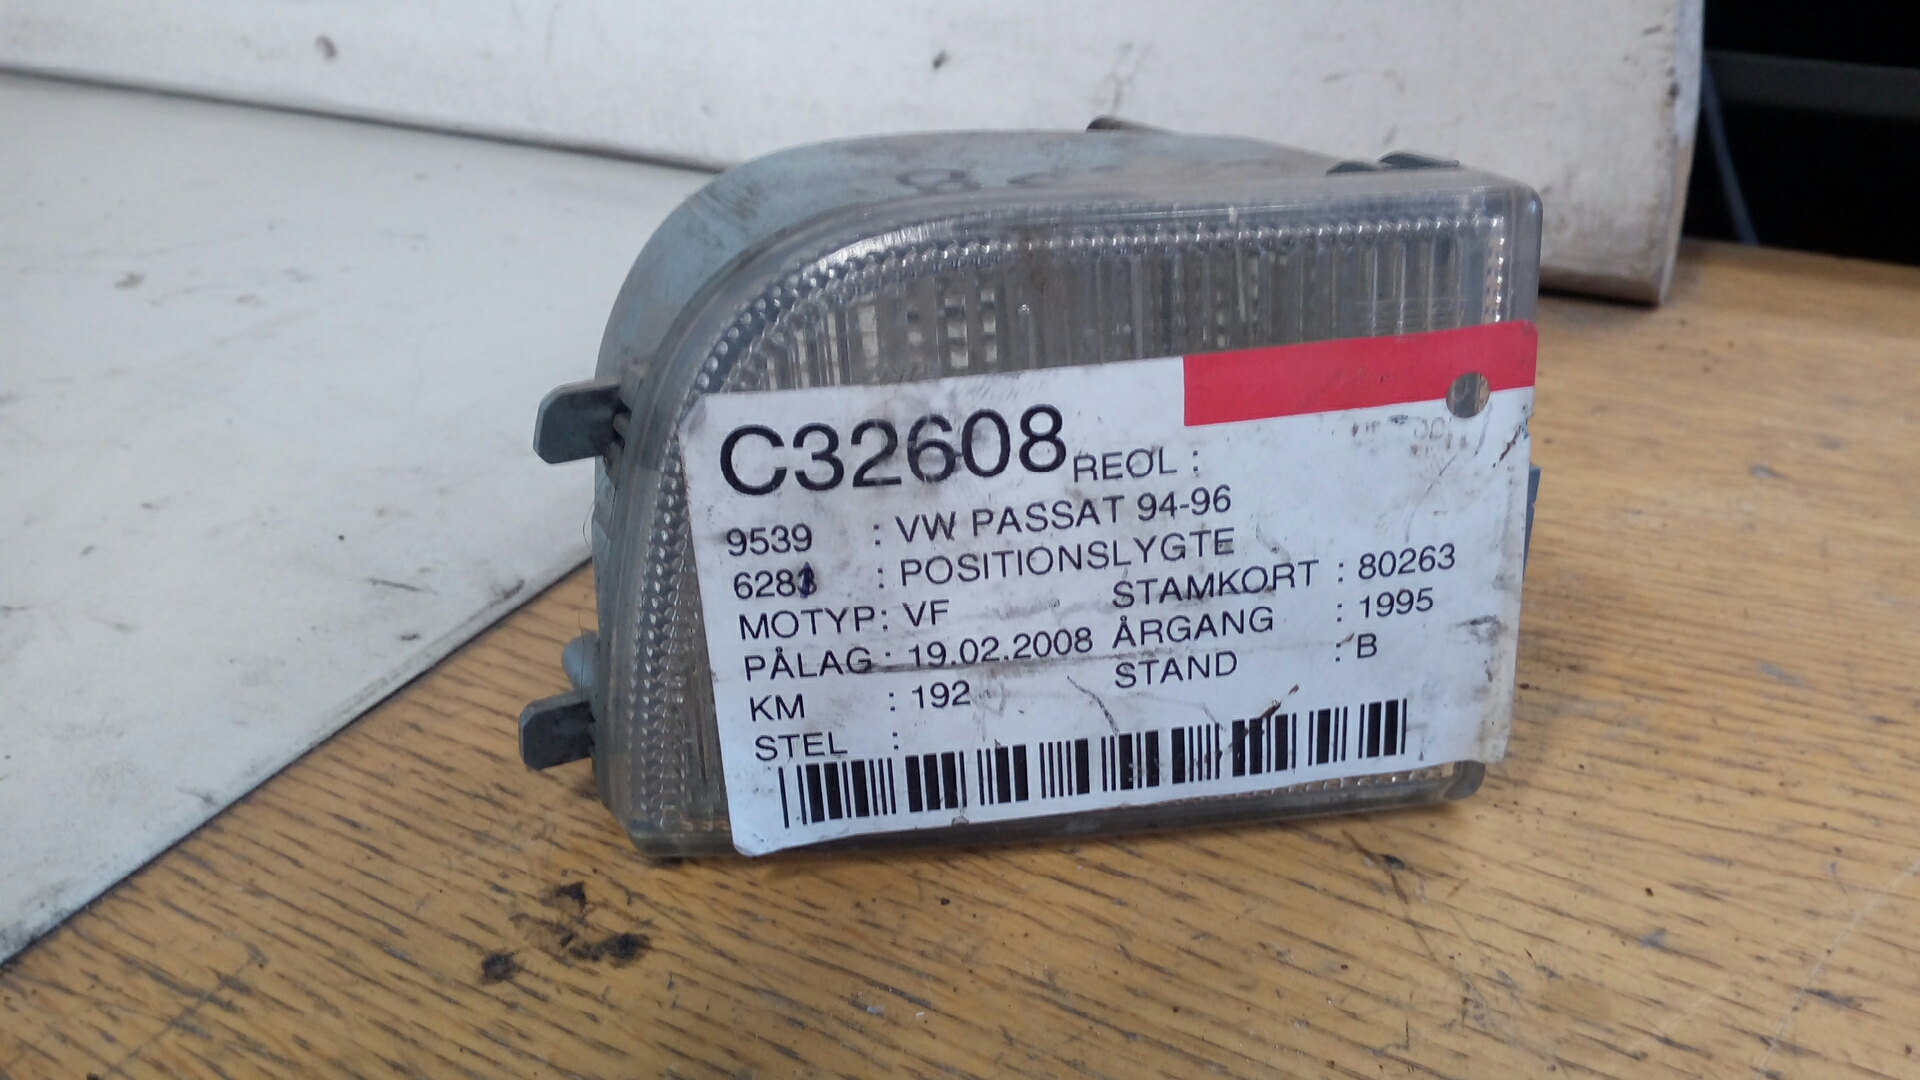 C32608 REOL :
9539 : VW PASSAT 94-96
6281 : POSITIONSLYGTE
MOTYP : VF STAMKORT : 80263
PÅLAG : 19.02.2008 ÅRGANG : 1995
KM : 192 STAND : B
STEL :